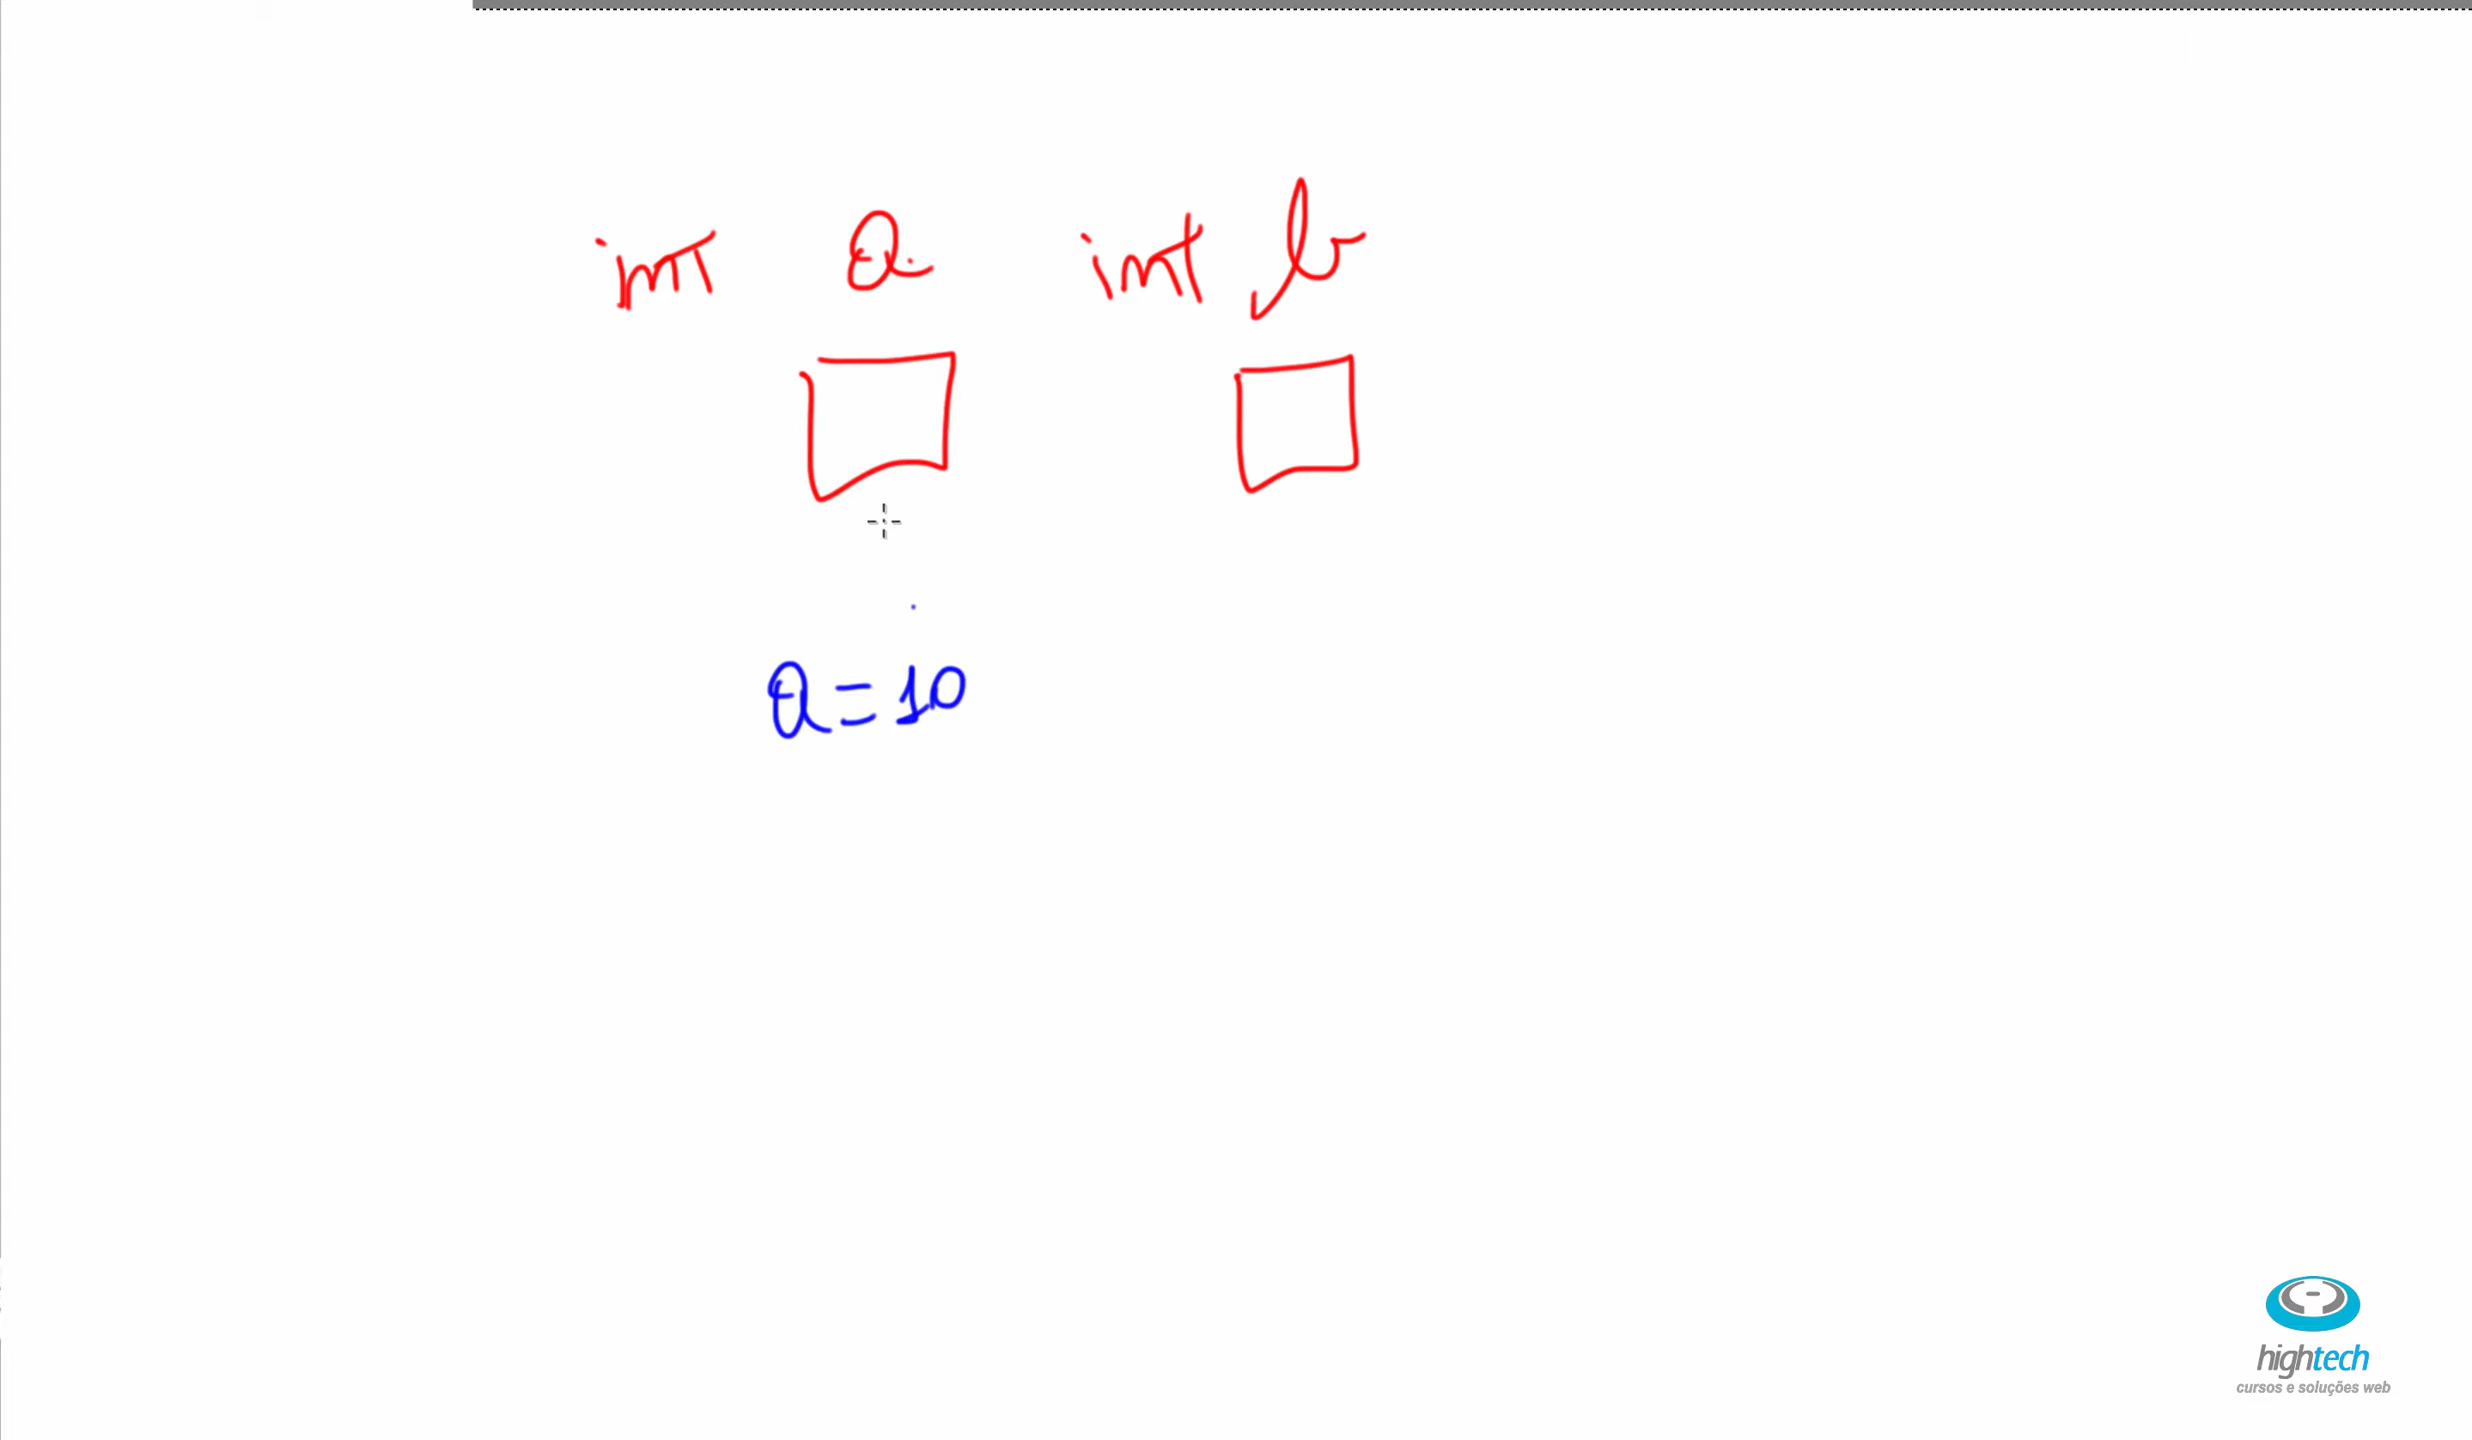 int a int b
a=10
hightech
cursos e soluções web